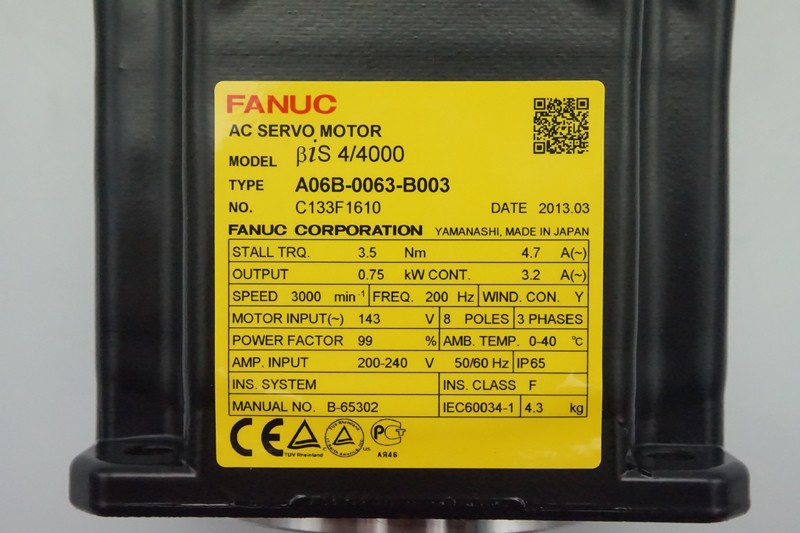 FANUC
AC SERVO MOTOR
MODEL βiS 4/4000
TYPE A06B-0063-B003
NO. C133F1610 DATE 2013.03
FANUC CORPORATION YAMANASHI, MADE IN JAPAN
STALL TRQ. 3.5 Nm 4.7 A(~)
OUTPUT 0.75 kW CONT. 3.2 A(~)
SPEED 3000 min⁻¹ FREQ. 200 Hz WIND. CON. Y
MOTOR INPUT(~) 143 V 8 POLES 3 PHASES
POWER FACTOR 99 % AMB. TEMP. 0-40 ℃
AMP. INPUT 200-240 V 50/60 Hz IP65
INS. SYSTEM INS. CLASS F
MANUAL NO. B-65302 IEC60034-1 4.3 kg
CE TUV Rheinland PC
АЯ46